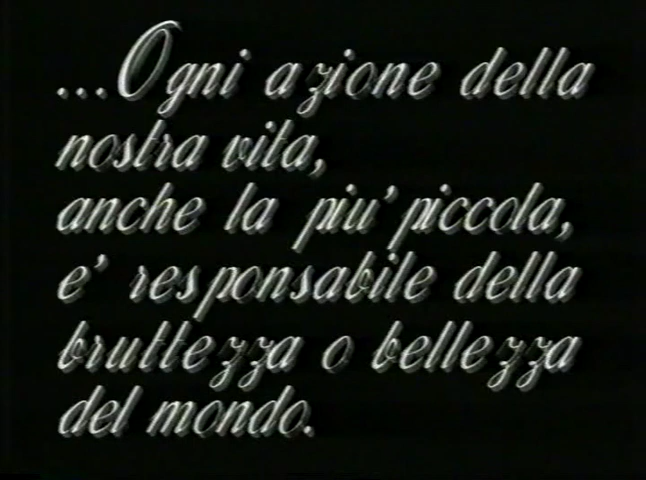 ...Ogni azione della
nostra vita,
anche la piu' piccola,
e' responsabile della
bruttezza o bellezza
del mondo.